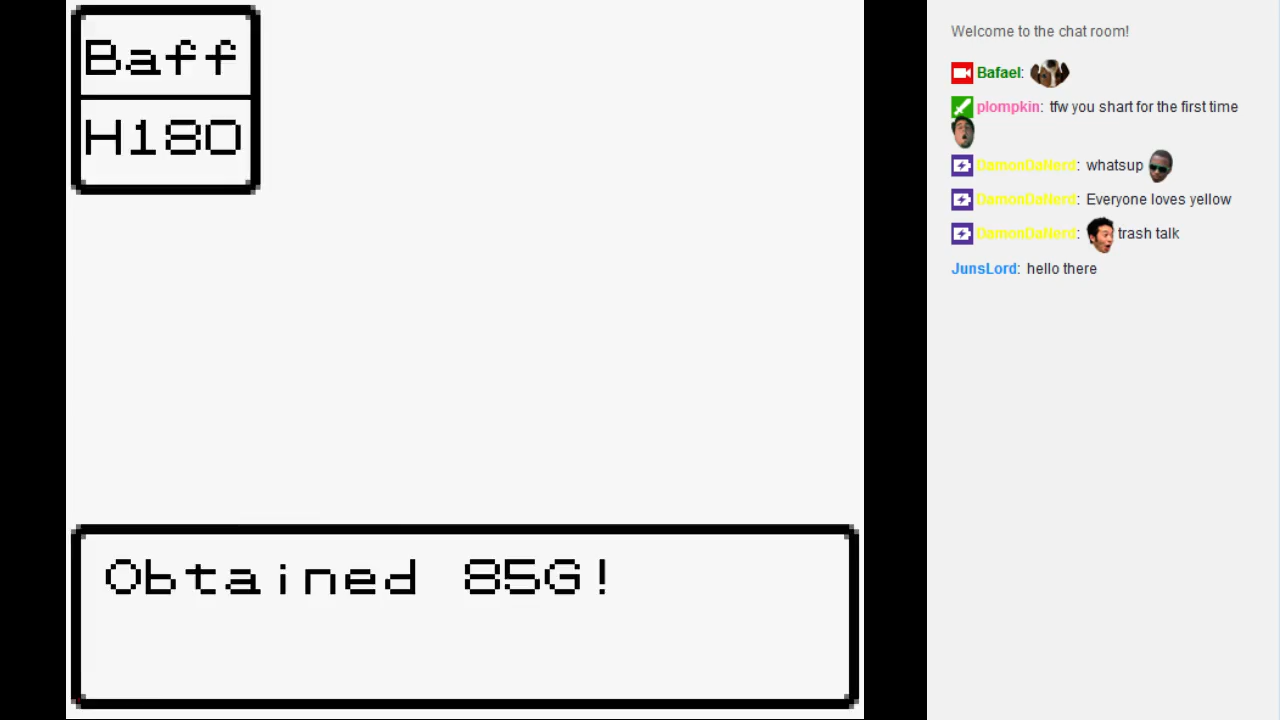 Baff
H180
Obtained 85G!
Welcome to the chat room!
Bafael:
plompkin: tfw you shart for the first time
DamonDaNerd: whatsup
DamonDaNerd: Everyone loves yellow
DamonDaNerd: trash talk
JunsLord: hello there